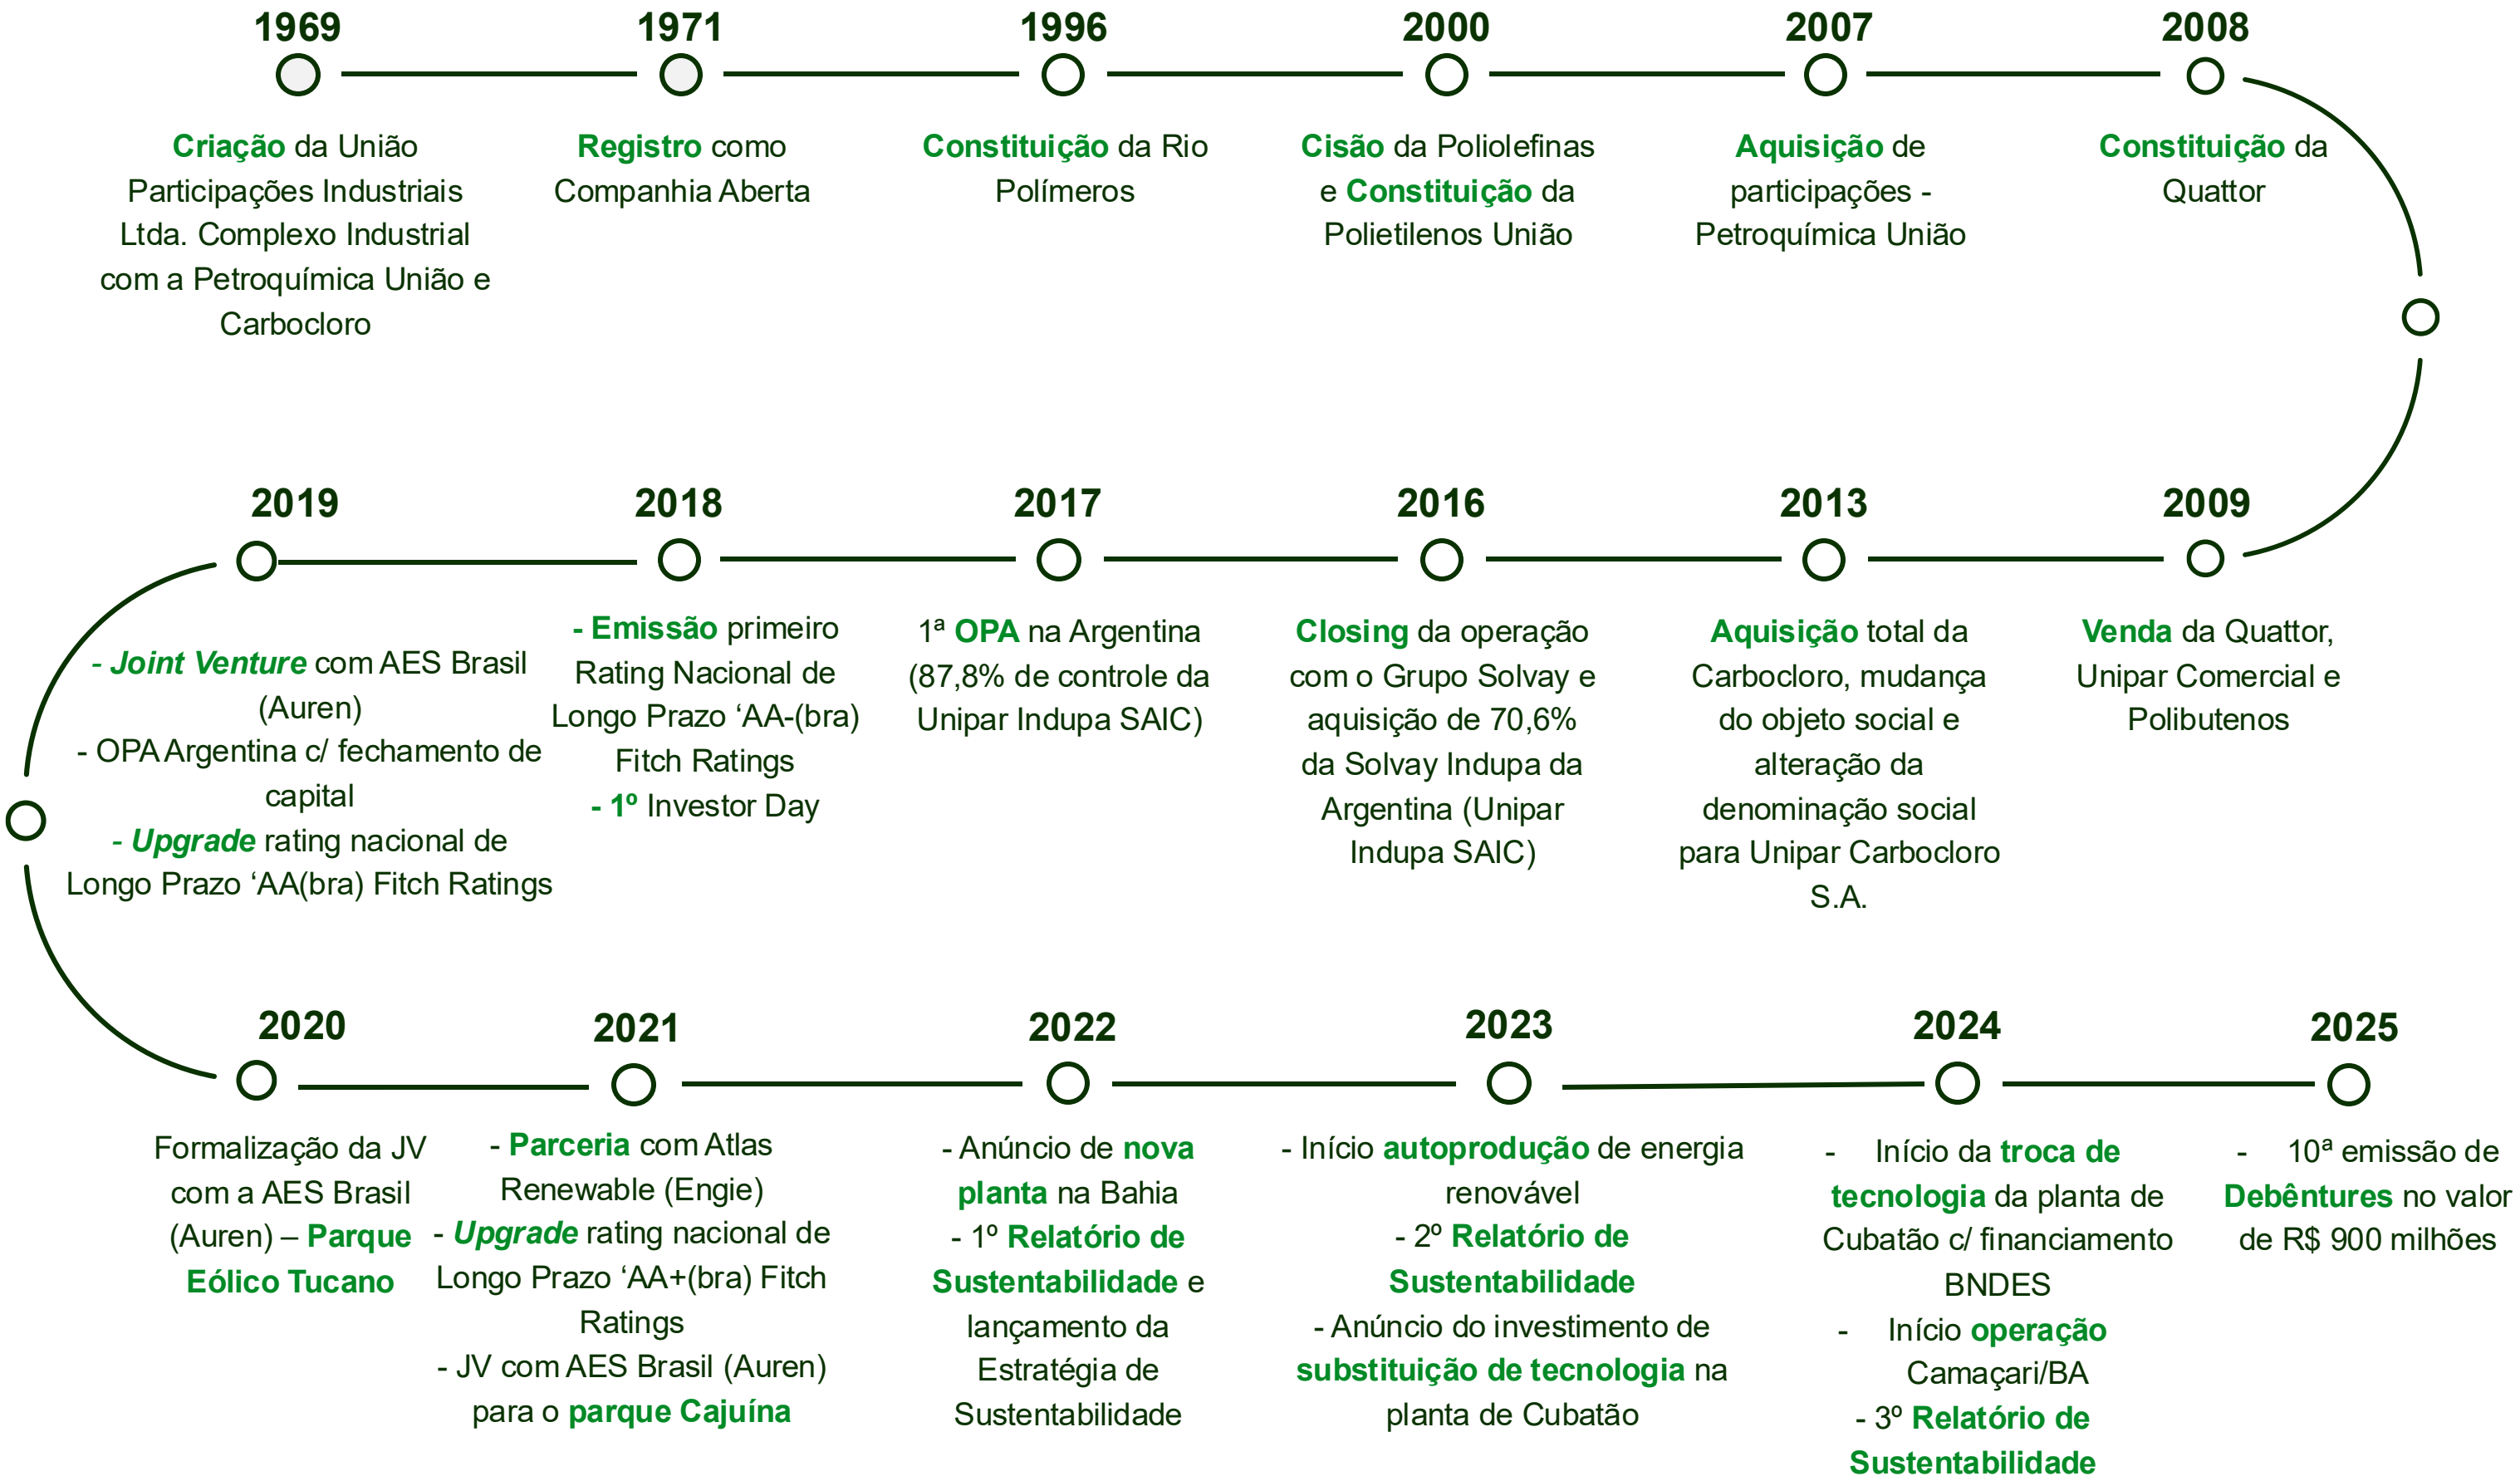 1969
Criação da União
Participações Industriais
Ltda. Complexo Industrial
com a Petroquímica União e
Carbocloro
1971
Registro como
Companhia Aberta
1996
Constituição da Rio
Polímeros
2000
Cisão da Poliolefinas
e Constituição da
Polietilenos União
2007
Aquisição de
participações -
Petroquímica União
2008
Constituição da
Quattor
2009
Venda da Quattor,
Unipar Comercial e
Polibutenos
2013
Aquisição total da
Carbocloro, mudança
do objeto social e
alteração da
denominação social
para Unipar Carbocloro
S.A.
2016
Closing da operação
com o Grupo Solvay e
aquisição de 70,6%
da Solvay Indupa da
Argentina (Unipar
Indupa SAIC)
2017
1ª OPA na Argentina
(87,8% de controle da
Unipar Indupa SAIC)
2018
- Emissão primeiro
Rating Nacional de
Longo Prazo ‘AA-(bra)
Fitch Ratings
- 1º Investor Day
2019
- Joint Venture com AES Brasil
(Auren)
- OPA Argentina c/ fechamento de
capital
- Upgrade rating nacional de
Longo Prazo ‘AA(bra) Fitch Ratings
2020
Formalização da JV
com a AES Brasil
(Auren) – Parque
Eólico Tucano
2021
- Parceria com Atlas
Renewable (Engie)
- Upgrade rating nacional de
Longo Prazo ‘AA+(bra) Fitch
Ratings
- JV com AES Brasil (Auren)
para o parque Cajuína
2022
- Anúncio de nova
planta na Bahia
- 1º Relatório de
Sustentabilidade e
lançamento da
Estratégia de
Sustentabilidade
2023
- Início autoprodução de energia
renovável
- 2º Relatório de
Sustentabilidade
- Anúncio do investimento de
substituição de tecnologia na
planta de Cubatão
2024
- Início da troca de
tecnologia da planta de
Cubatão c/ financiamento
BNDES
- Início operação
Camaçari/BA
- 3º Relatório de
Sustentabilidade
2025
- 10ª emissão de
Debêntures no valor
de R$ 900 milhões